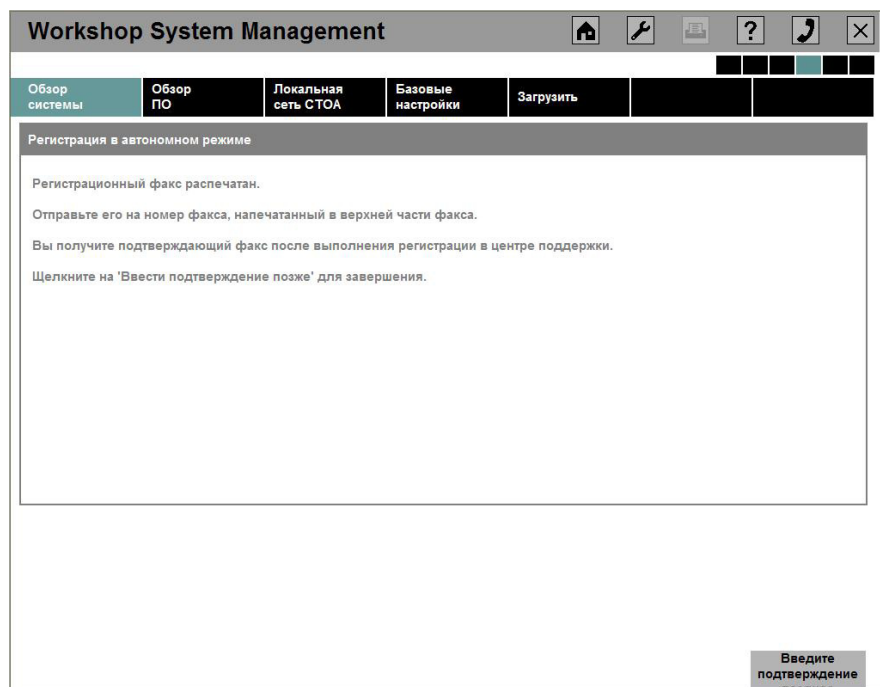 Workshop System Management
?
Обзор
системы
Обзор
ПО
Локальная
сеть СТОА
Базовые
настройки
Загрузить
Регистрация в автономном режиме
Регистрационный факс распечатан.
Отправьте его на номер факса, напечатанный в верхней части факса.
Вы получите подтверждающий факс после выполнения регистрации в центре поддержки.
Щелкните на 'Ввести подтверждение позже' для завершения.
Введите
подтверждение